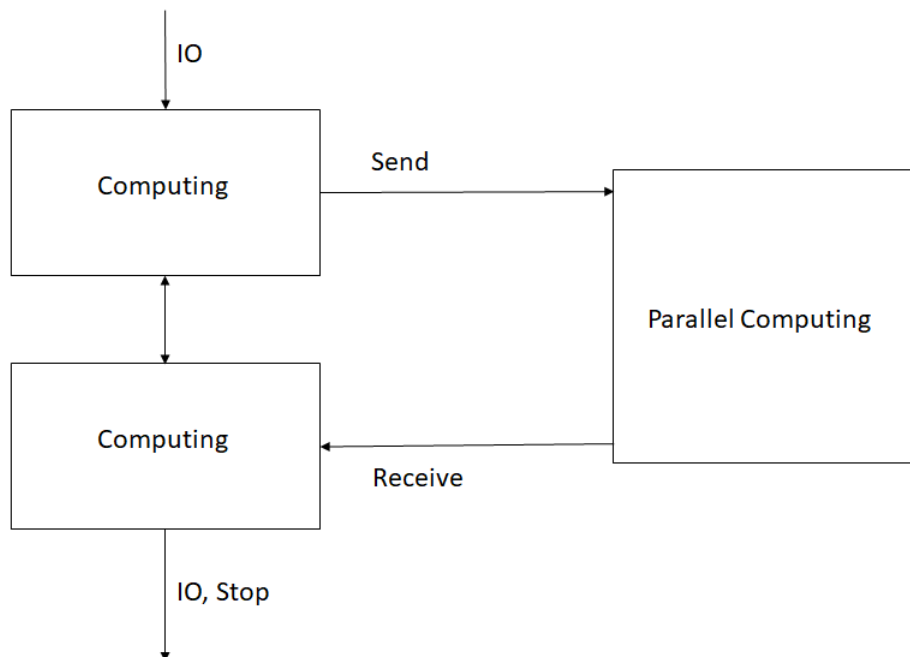 IO
Computing
Send
Parallel Computing
Computing
Receive
IO, Stop